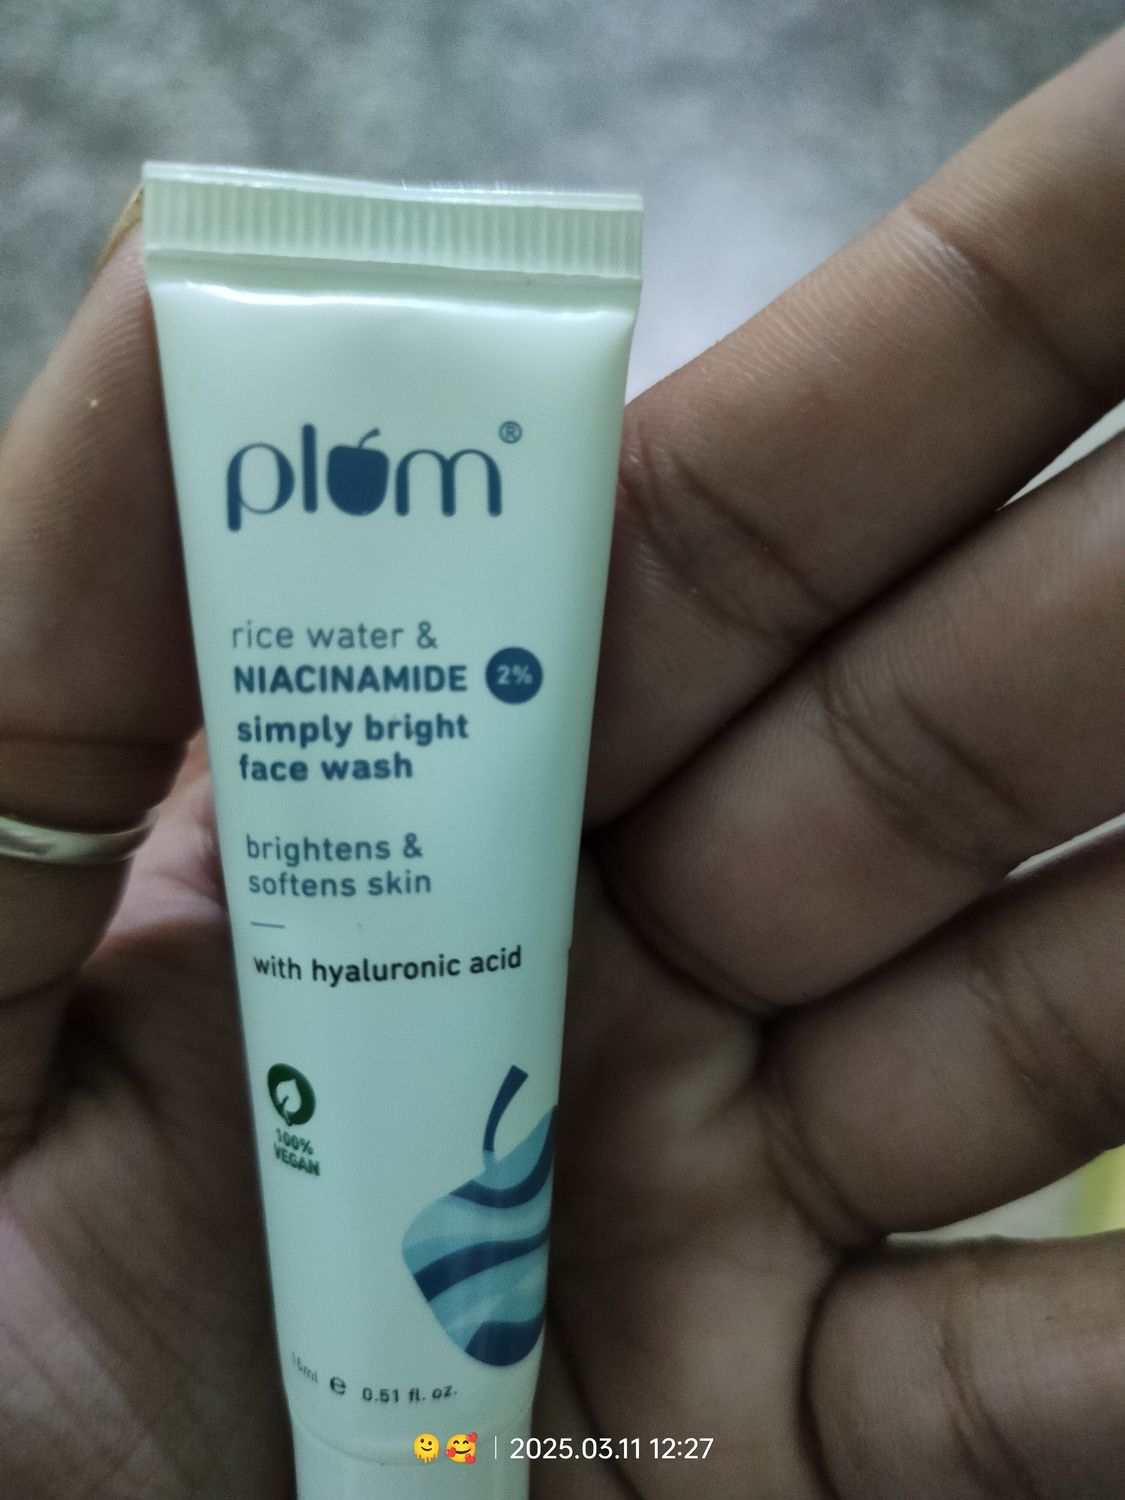 plum®
rice water &
NIACINAMIDE 2%
simply bright
face wash
brightens &
softens skin
with hyaluronic acid
100%
VEGAN
15ml e 0.51 fl. oz.
2025.03.11 12:27